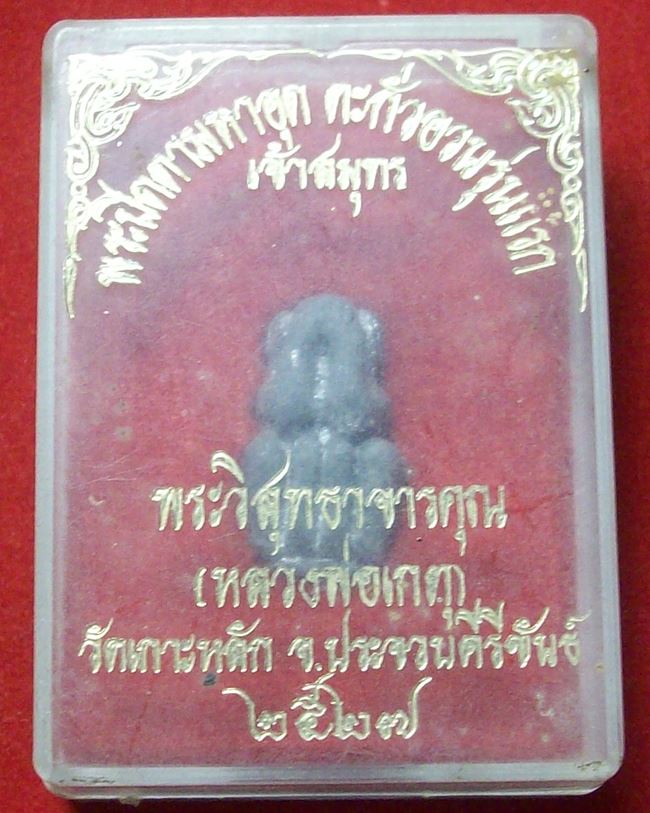 พระปิดตามหาอุด ตะกั่วอวนรุ่นแรก
เจ้าสมุทร
พระวิสุทธาจารคุณ
(หลวงพ่อเกตุ)
วัดเกาะหลัก จ.ประจวบคีรีขันธ์
๒๕๒๗